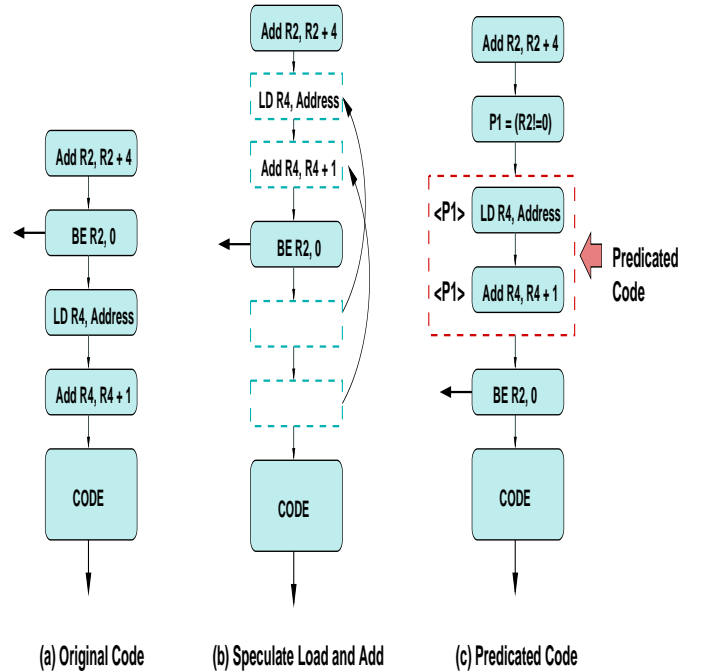 Add R2, R2 + 4
BE R2, 0
LD R4, Address
Add R4, R4 + 1
CODE
(a) Original Code
Add R2, R2 + 4
LD R4, Address
Add R4, R4 + 1
BE R2, 0
CODE
(b) Speculate Load and Add
Add R2, R2 + 4
P1 = (R2!=0)
<P1> LD R4, Address
<P1> Add R4, R4 + 1
Predicated
Code
BE R2, 0
CODE
(c) Predicated Code